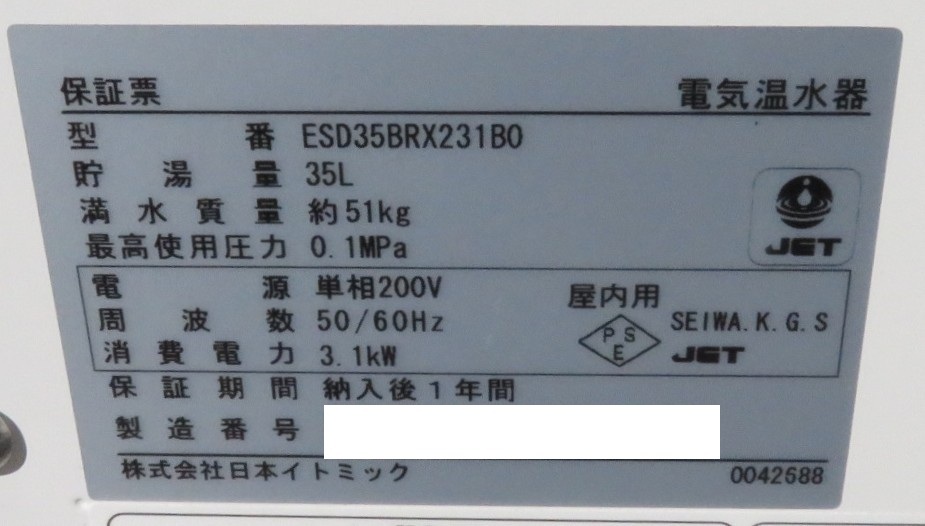 保証票 電気温水器
型番 ESD35BRX231B0
貯湯量 35L
満水質量 約51kg
最高使用圧力 0.1MPa
JET
電源 単相200V
屋内用
周波数 50/60Hz
PSE SEIWA.K.G.S
消費電力 3.1kW
JET
保証期間 納入後1年間
製造番号
株式会社日本イトミック 0042688